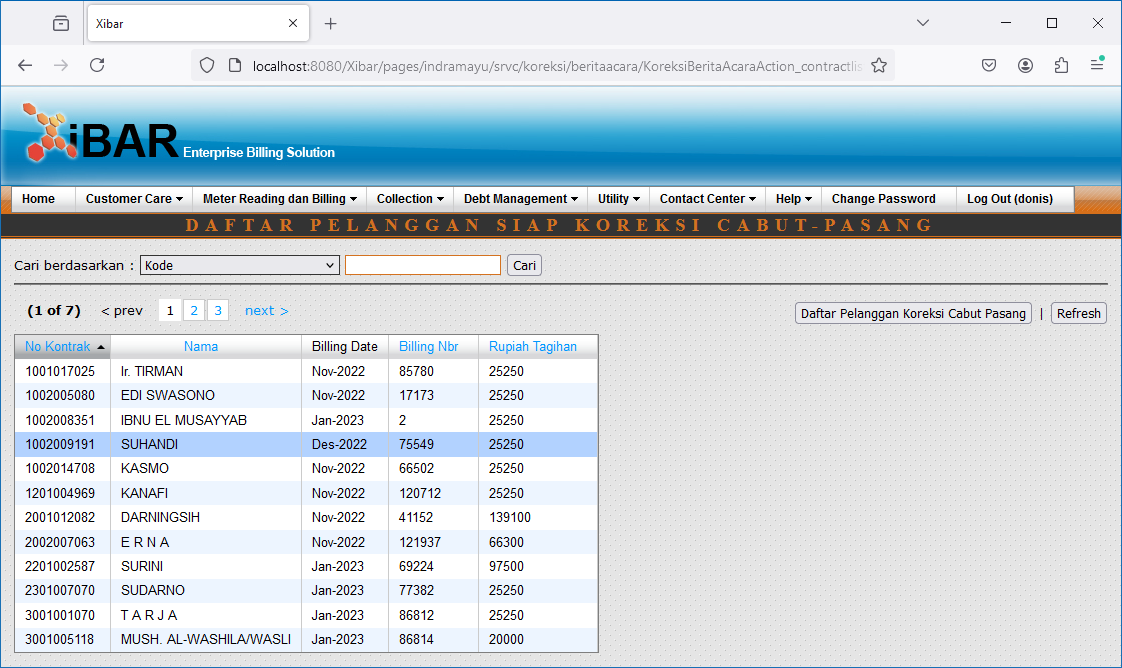 Xibar
localhost:8080/Xibar/pages/indramayu/srvc/koreksi/beritaacara/KoreksiBeritaAcaraAction_contractlis
iBAR Enterprise Billing Solution
Home Customer Care Meter Reading dan Billing Collection Debt Management Utility Contact Center Help Change Password Log Out (donis)
DAFTAR PELANGGAN SIAP KOREKSI CABUT-PASANG
Cari berdasarkan : Kode Cari
(1 of 7) < prev 1 2 3 next > Daftar Pelanggan Koreksi Cabut Pasang | Refresh
No Kontrak Nama Billing Date Billing Nbr Rupiah Tagihan
1001017025 Ir. TIRMAN Nov-2022 85780 25250
1002005080 EDI SWASONO Nov-2022 17173 25250
1002008351 IBNU EL MUSAYYAB Jan-2023 2 25250
1002009191 SUHANDI Des-2022 75549 25250
1002014708 KASMO Nov-2022 66502 25250
1201004969 KANAFI Nov-2022 120712 25250
2001012082 DARNINGSIH Nov-2022 41152 139100
2002007063 E R N A Nov-2022 121937 66300
2201002587 SURINI Jan-2023 69224 97500
2301007070 SUDARNO Jan-2023 77382 25250
3001001070 T A R J A Jan-2023 86812 25250
3001005118 MUSH. AL-WASHILA/WASLI Jan-2023 86814 20000